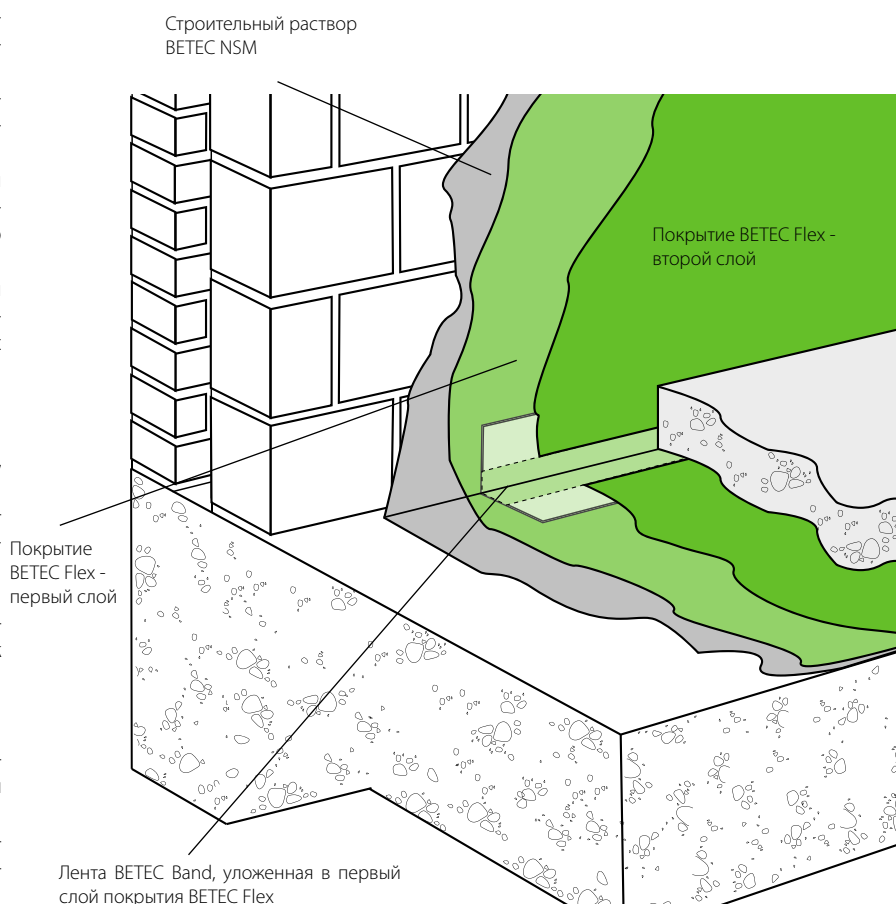 Строительный раствор
BETEC NSM
Покрытие BETEC Flex -
второй слой
Покрытие
BETEC Flex -
первый слой
Лента BETEC Band, уложенная в первый
слой покрытия BETEC Flex